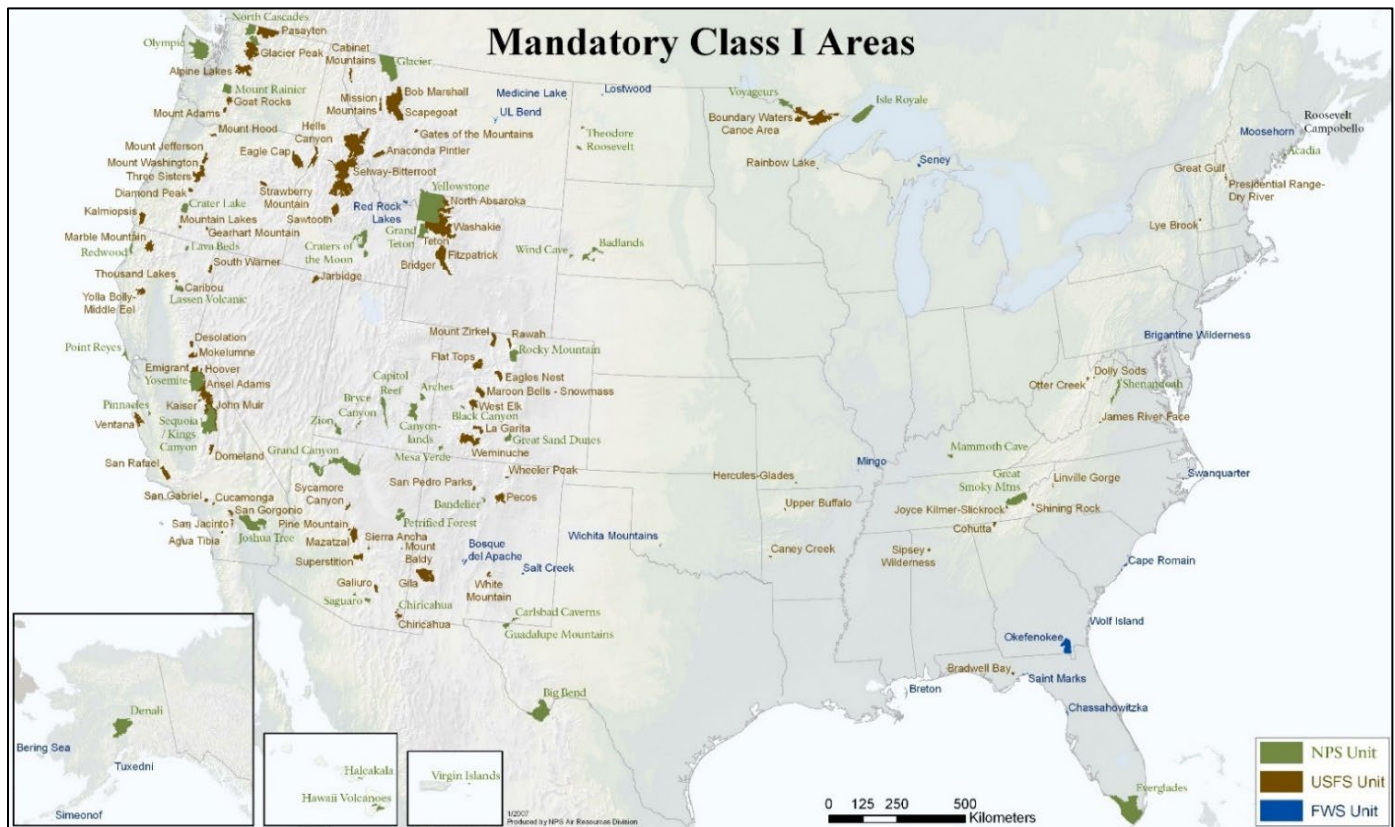 Mandatory Class I Areas
North Cascades
Pasayten
Olympic
Glacier Peak
Alpine Lakes
Cabinet
Mountains
Glacier
Mount Rainier
Goat Rocks
Mount Adams
Mission
Mountains
Bob Marshall
Scapegoat
Medicine Lake
Lostwood
UL Bend
Mount Hood
Hells
Canyon
Gates of the Mountains
Theodore
Roosevelt
Mount Jefferson
Eagle Cap
Anaconda Pintler
Mount Washington
Three Sisters
Selway-Bitterroot
Diamond Peak
Strawberry
Mountain
Yellowstone
North Absaroka
Kalmiopsis
Crater Lake
Sawtooth
Red Rock
Lakes
Mountain Lakes
Gearhart Mountain
Grand
Teton
Washakie
Teton
Marble Mountain
Redwood
Lava Beds
Craters of
the Moon
Fitzpatrick
Bridger
Wind Cave
Badlands
South Warner
Thousand Lakes
Jarbidge
Caribou
Yolla Bolly-
Middle Eel
Lassen Volcanic
Voyageurs
Isle Royale
Boundary Waters
Canoe Area
Rainbow Lake
Seney
Moosehorn
Roosevelt
Campobello
Acadia
Great Gulf
Presidential Range-
Dry River
Lye Brook
Brigantine Wilderness
Desolation
Mokelumne
Mount Zirkel
Rawah
Point Reyes
Flat Tops
Rocky Mountain
Emigrant
Hoover
Yosemite
Ansel Adams
Capitol
Reef
Arches
Eagles Nest
Maroon Bells - Snowmass
Pinnacles
Kaiser
John Muir
Bryce
Canyon
West Elk
Black Canyon
Ventana
Sequoia
/ Kings
Canyon
Zion
Canyon-
lands
La Garita
Great Sand Dunes
Domeland
Grand Canyon
Mesa Verde
Weminuche
San Rafael
Wheeler Peak
Sycamore
Canyon
San Pedro Parks
San Gabriel
Cucamonga
San Gorgonio
Bandelier
Pecos
San Jacinto
Pine Mountain
Petrified Forest
Agua Tibia
Joshua Tree
Mazatzal
Sierra Ancha
Mount
Baldy
Bosque
del Apache
Wichita Mountains
Superstition
Salt Creek
Galiuro
Gila
White
Mountain
Saguaro
Chiricahua
Chiricahua
Carlsbad Caverns
Guadalupe Mountains
Big Bend
Dolly Sods
Otter Creek
Shenandoah
James River Face
Mammoth Cave
Mingo
Swanquarter
Hercules-Glades
Great
Smoky Mtns
Linville Gorge
Upper Buffalo
Joyce Kilmer-Slickrock
Shining Rock
Cohutta
Caney Creek
Sipsey
Wilderness
Cape Romain
Wolf Island
Okefenokee
Bradwell Bay
Saint Marks
Breton
Chassahowitzka
Everglades
Denali
Bering Sea
Tuxedni
Simeonof
Haleakala
Hawaii Volcanoes
Virgin Islands
1/2007
Produced by NPS Air Resources Division
0 125 250 500
Kilometers
NPS Unit
USFS Unit
FWS Unit